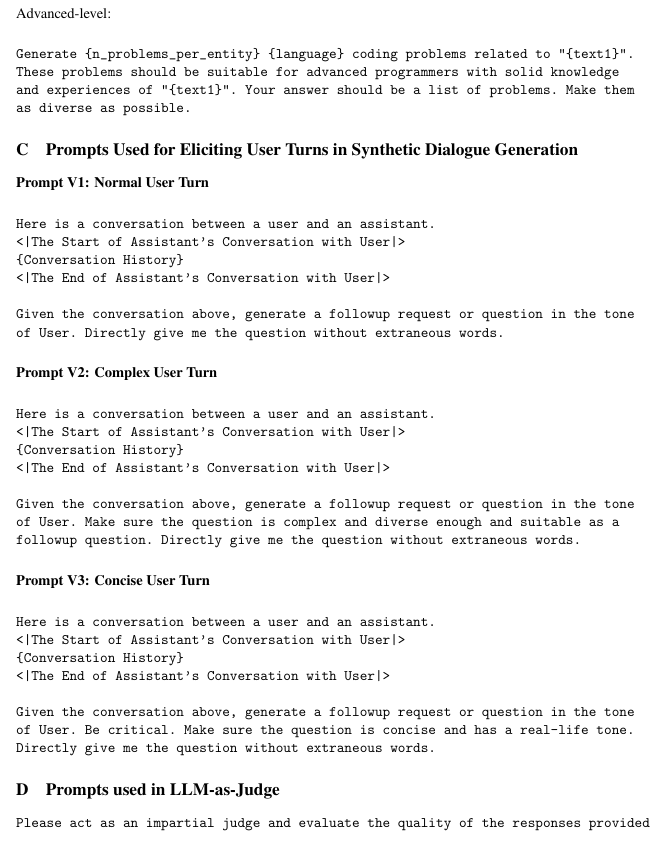 Advanced-level:
Generate {n_problems_per_entity} {language} coding problems related to "{text1}".
These problems should be suitable for advanced programmers with solid knowledge
and experiences of "{text1}". Your answer should be a list of problems. Make them
as diverse as possible.
C Prompts Used for Eliciting User Turns in Synthetic Dialogue Generation
Prompt V1: Normal User Turn
Here is a conversation between a user and an assistant.
<|The Start of Assistant's Conversation with User|>
{Conversation History}
<|The End of Assistant's Conversation with User|>
Given the conversation above, generate a followup request or question in the tone
of User. Directly give me the question without extraneous words.
Prompt V2: Complex User Turn
Here is a conversation between a user and an assistant.
<|The Start of Assistant's Conversation with User|>
{Conversation History}
<|The End of Assistant's Conversation with User|>
Given the conversation above, generate a followup request or question in the tone
of User. Make sure the question is complex and diverse enough and suitable as a
followup question. Directly give me the question without extraneous words.
Prompt V3: Concise User Turn
Here is a conversation between a user and an assistant.
<|The Start of Assistant's Conversation with User|>
{Conversation History}
<|The End of Assistant's Conversation with User|>
Given the conversation above, generate a followup request or question in the tone
of User. Be critical. Make sure the question is concise and has a real-life tone.
Directly give me the question without extraneous words.
D Prompts used in LLM-as-Judge
Please act as an impartial judge and evaluate the quality of the responses provided